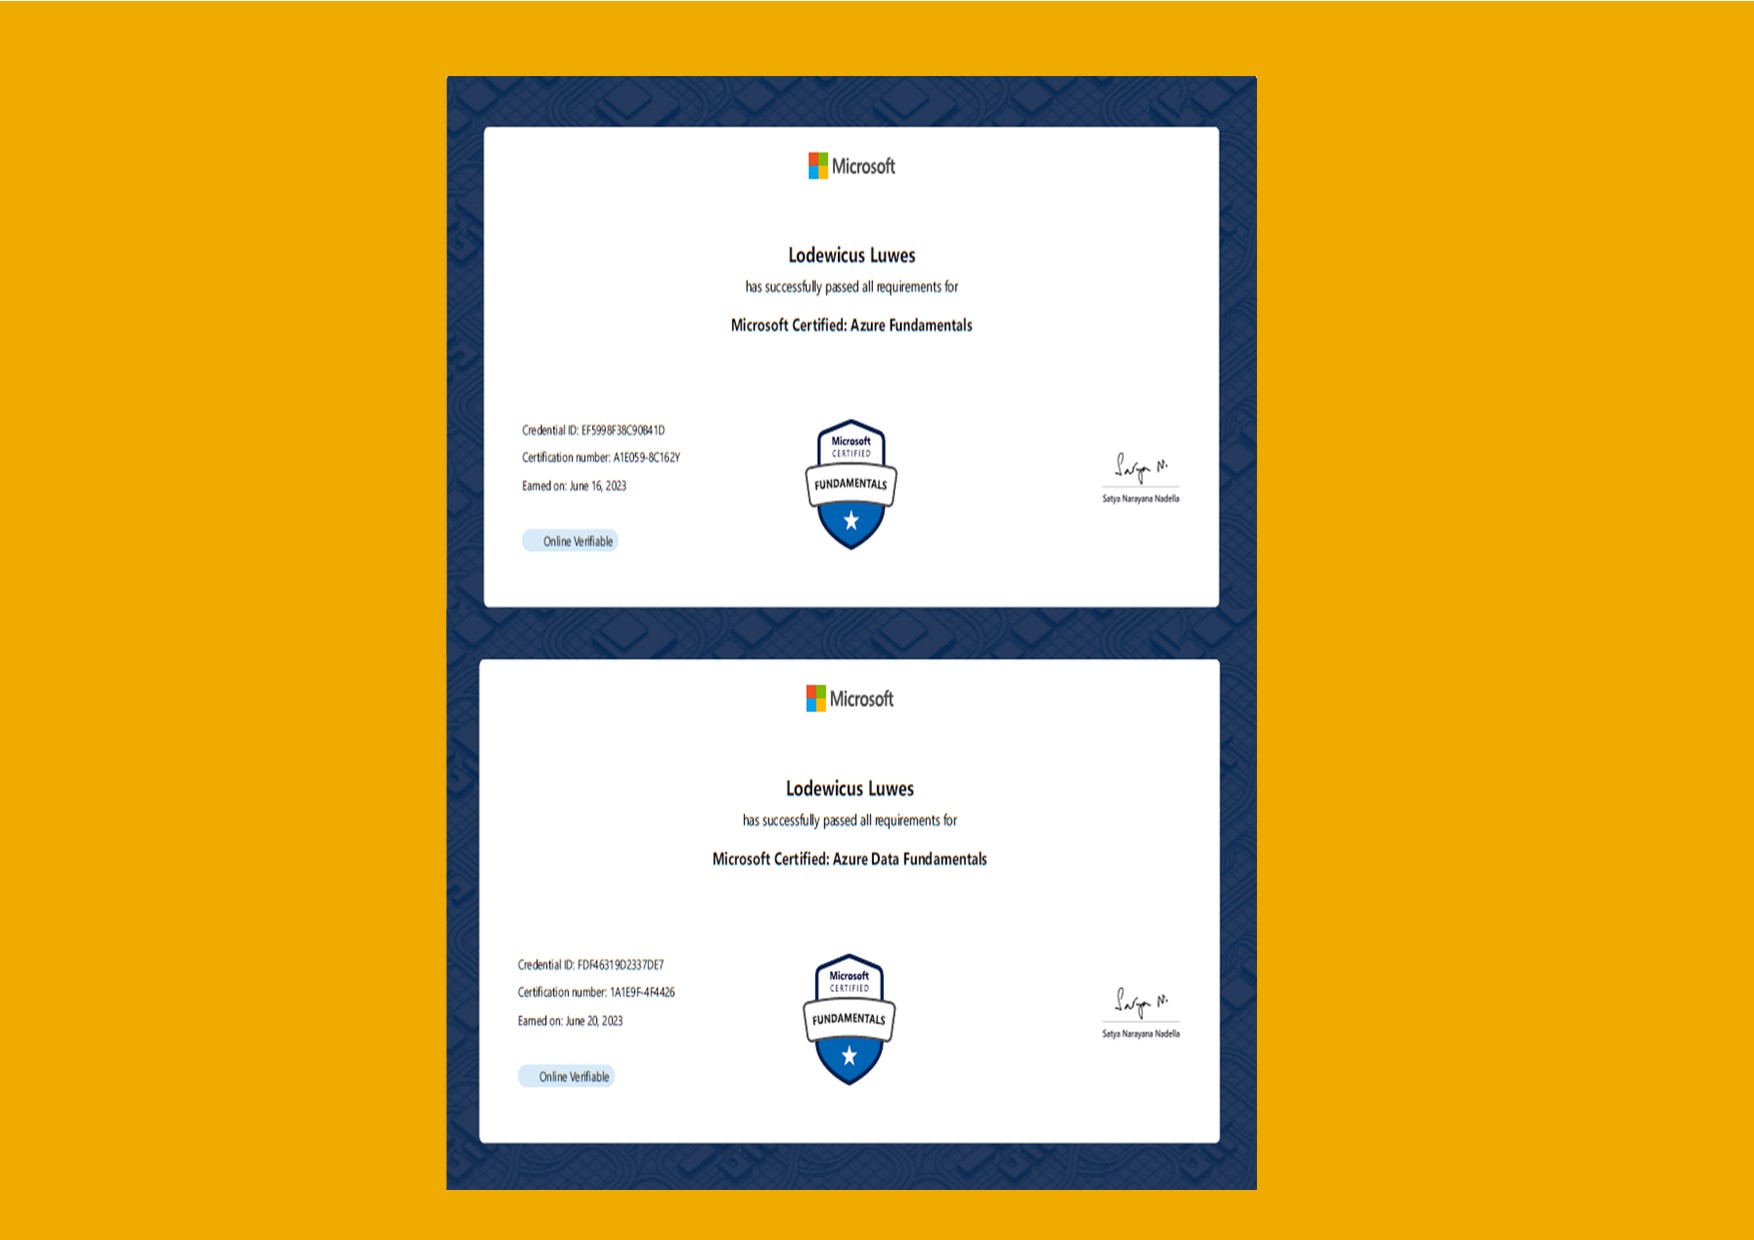 Microsoft
Lodewicus Luwes
has successfully passed all requirements for
Microsoft Certified: Azure Fundamentals
Credential ID: EF5998F38C90B41D
Certification number: A1E059-8C162Y
Earned on: June 16, 2023
Online Verifiable
Microsoft
CERTIFIED
FUNDAMENTALS
Satya N.
Satya Narayana Nadella
Microsoft
Lodewicus Luwes
has successfully passed all requirements for
Microsoft Certified: Azure Data Fundamentals
Credential ID: FDF46319D2337DE7
Certification number: 1A1E9F-4F4426
Earned on: June 20, 2023
Online Verifiable
Microsoft
CERTIFIED
FUNDAMENTALS
Satya N.
Satya Narayana Nadella